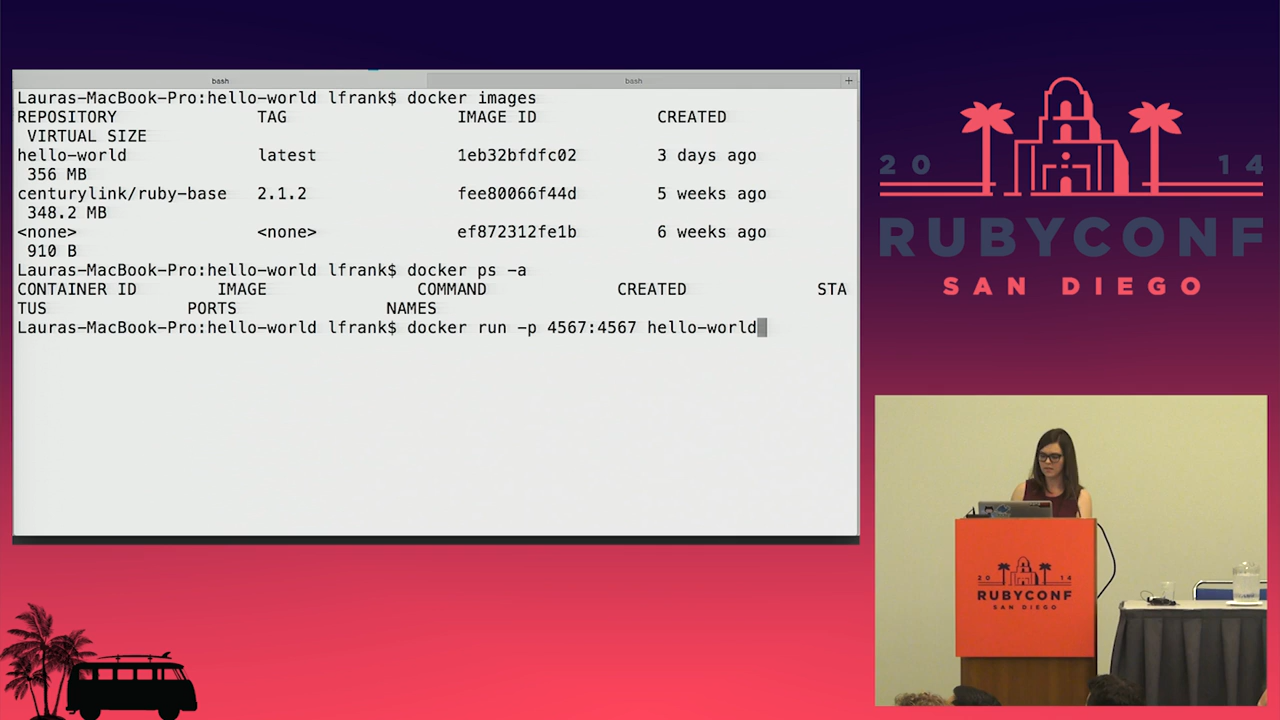 bash
bash
+
Lauras-MacBook-Pro:hello-world lfrank$ docker images
REPOSITORY TAG IMAGE ID CREATED
VIRTUAL SIZE
hello-world latest 1eb32bfdfc02 3 days ago
356 MB
centurylink/ruby-base 2.1.2 fee80066f44d 5 weeks ago
348.2 MB
<none> <none> ef872312fe1b 6 weeks ago
910 B
Lauras-MacBook-Pro:hello-world lfrank$ docker ps -a
CONTAINER ID IMAGE COMMAND CREATED STA
TUS PORTS NAMES
Lauras-MacBook-Pro:hello-world lfrank$ docker run -p 4567:4567 hello-world
20 14
RUBYCONF
SAN DIEGO
20 14
RUBYCONF
SAN DIEGO